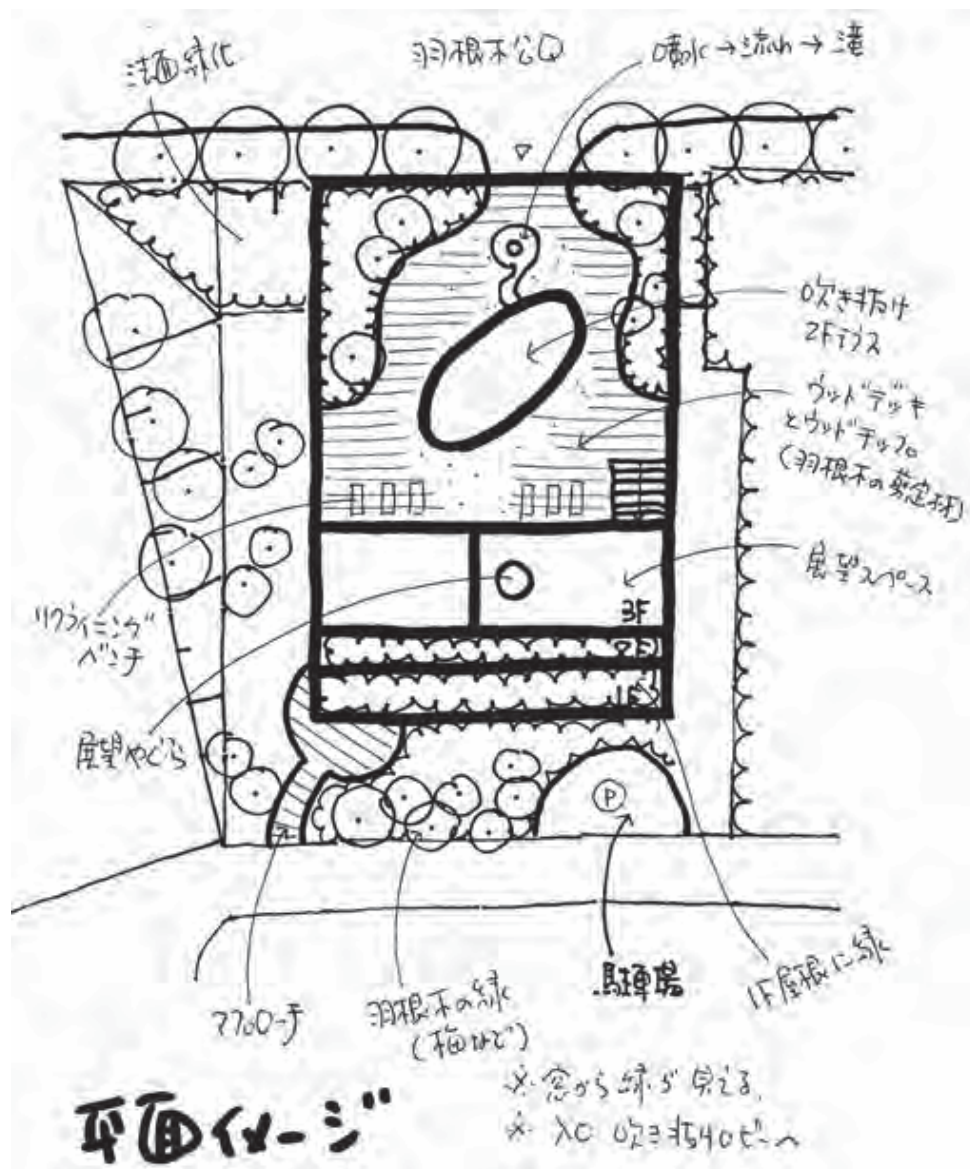 法面緑化
羽根木公園
噴水→流れ→滝
吹き抜け
2Fテラス
ウッドデッキ
とウッドチップ
(羽根木の剪定材)
展望スペース
3F
2F
1F
リクライニング
ベンチ
展望やぐら
P
アプローチ
羽根木の緑
(梅など)
駐車場
1F屋根に緑
※窓から緑が見える
※入口 吹き抜けロビーへ
平面イメージ